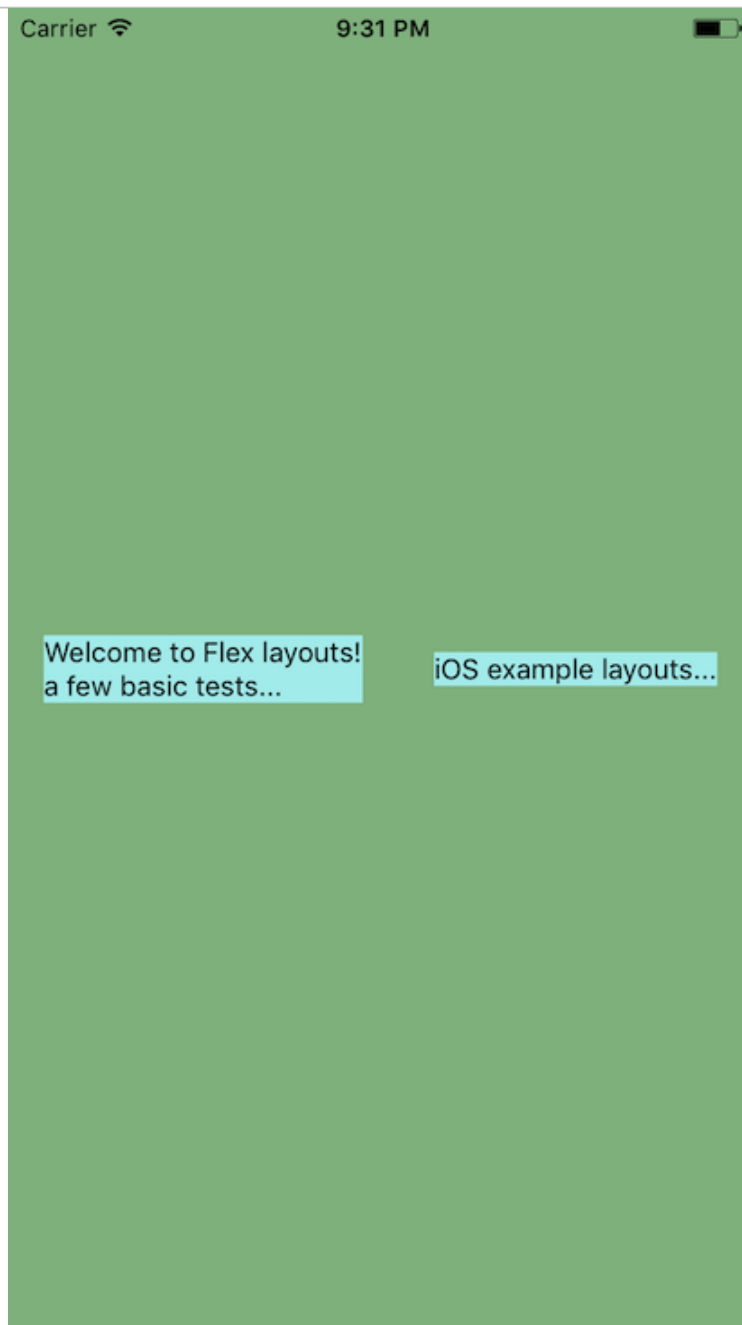 Carrier
9:31 PM
Welcome to Flex layouts!
a few basic tests...
iOS example layouts...